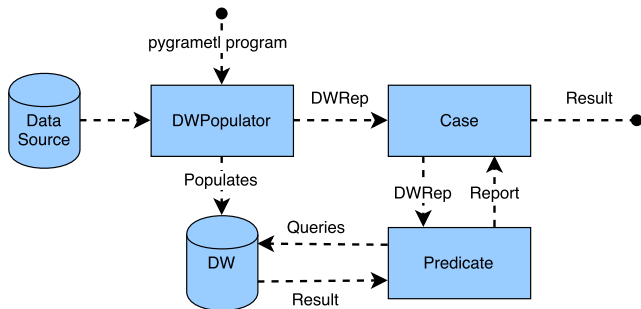 pygrametl program
Data
Source
DWPopulator
DWRep
Case
Result
Populates
DWRep
Report
Queries
DW
Predicate
Result